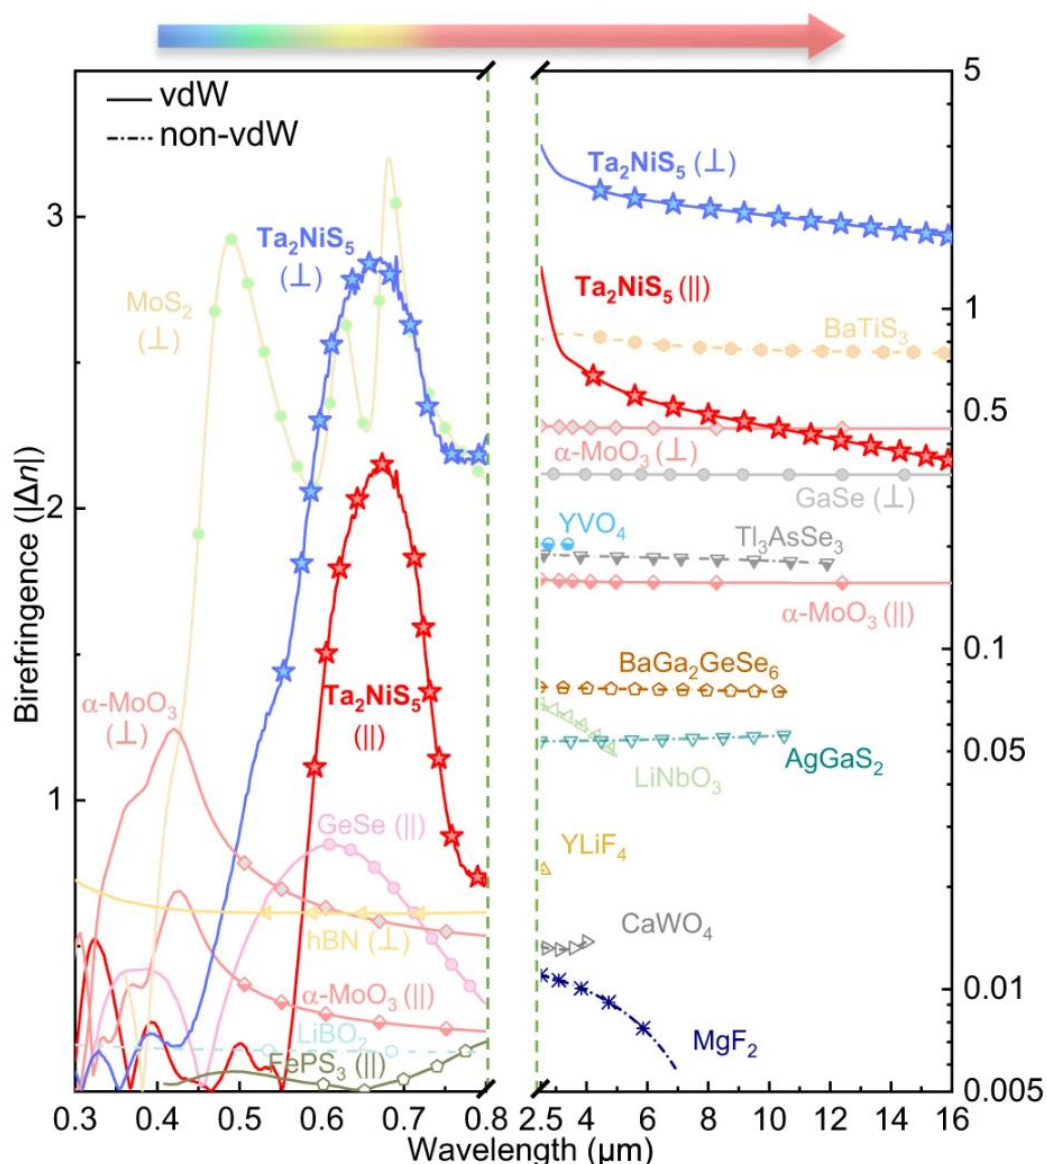 vdW
non-vdW
Ta₂NiS₅
(⊥)
MoS₂
(⊥)
α-MoO₃
(⊥)
Ta₂NiS₅
(||)
GeSe (||)
hBN (⊥)
α-MoO₃ (||)
LiBO₂
FePS₃ (||)
Ta₂NiS₅ (⊥)
Ta₂NiS₅ (||)
BaTiS₃
α-MoO₃ (⊥)
GaSe (⊥)
YVO₄
Tl₃AsSe₃
α-MoO₃ (||)
BaGa₂GeSe₆
LiNbO₃
AgGaS₂
YLiF₄
CaWO₄
MgF₂
Birefringence (|Δn|)
3
2
1
5
1
0.5
0.1
0.05
0.01
0.005
0.3 0.4 0.5 0.6 0.7 0.8 2.5 4 6 8 10 12 14 16
Wavelength (μm)